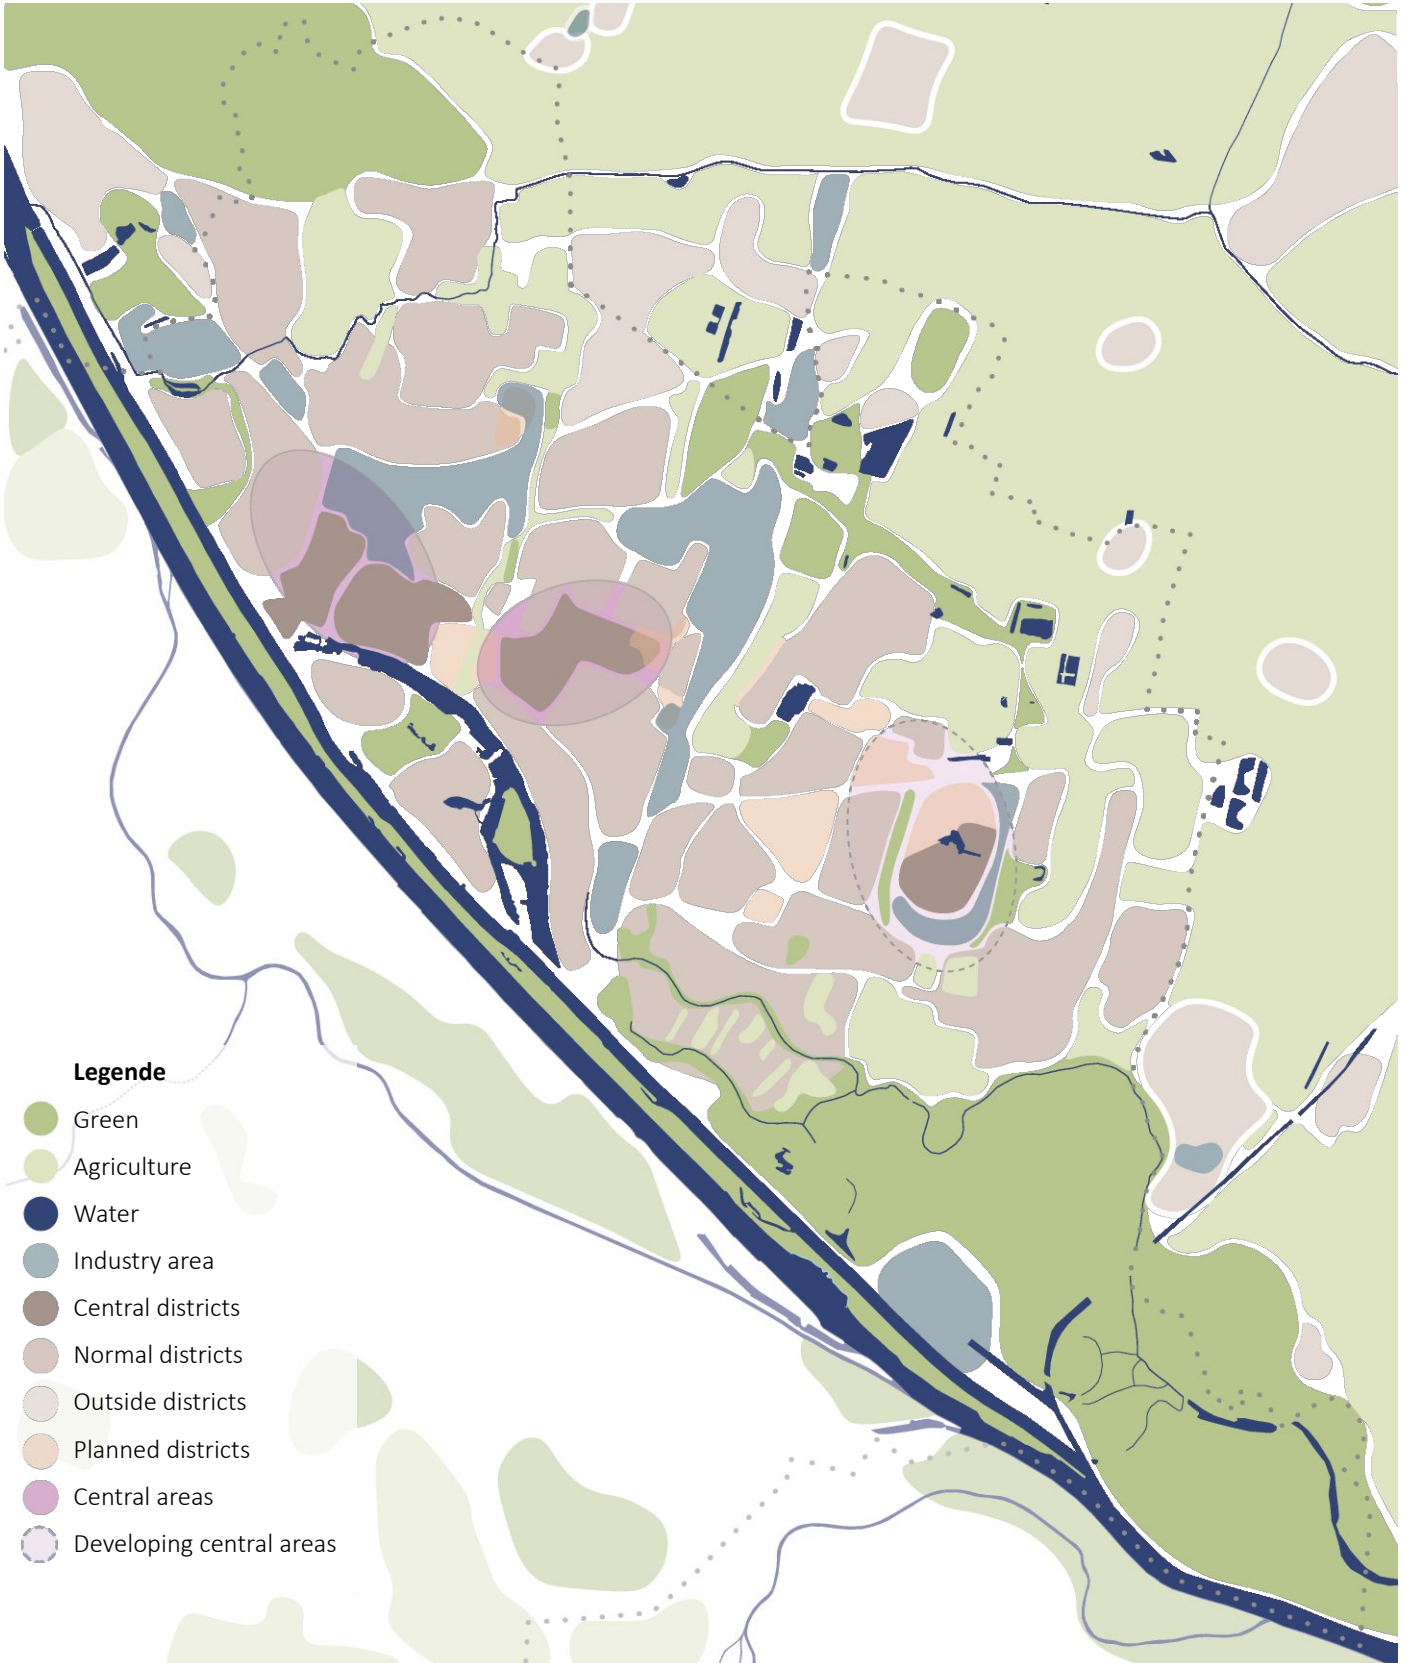 Legende
Green
Agriculture
Water
Industry area
Central districts
Normal districts
Outside districts
Planned districts
Central areas
Developing central areas